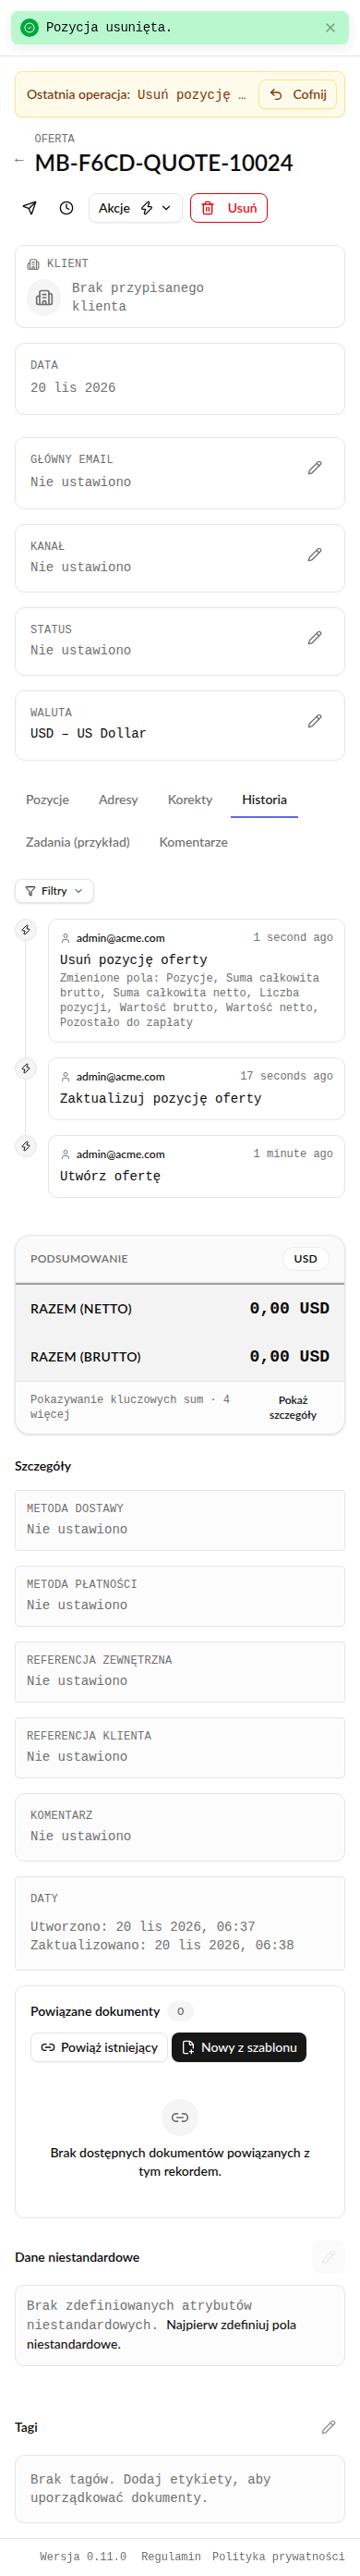 Pozycja usunięta.
Ostatnia operacja: Usuń pozycję …
Cofnij
OFERTA
← MB-F6CD-QUOTE-10024
Akcje
Usuń
KLIENT
Brak przypisanego
klienta
DATA
20 lis 2026
GŁÓWNY EMAIL
Nie ustawiono
KANAŁ
Nie ustawiono
STATUS
Nie ustawiono
WALUTA
USD – US Dollar
Pozycje Adresy Korekty Historia
Zadania (przykład) Komentarze
Filtry
admin@acme.com 1 second ago
Usuń pozycję oferty
Zmienione pola: Pozycje, Suma całkowita
brutto, Suma całkowita netto, Liczba
pozycji, Wartość brutto, Wartość netto,
Pozostało do zapłaty
admin@acme.com 17 seconds ago
Zaktualizuj pozycję oferty
admin@acme.com 1 minute ago
Utwórz ofertę
PODSUMOWANIE USD
RAZEM (NETTO) 0,00 USD
RAZEM (BRUTTO) 0,00 USD
Pokazywanie kluczowych sum · 4
więcej
Pokaż
szczegóły
Szczegóły
METODA DOSTAWY
Nie ustawiono
METODA PŁATNOŚCI
Nie ustawiono
REFERENCJA ZEWNĘTRZNA
Nie ustawiono
REFERENCJA KLIENTA
Nie ustawiono
KOMENTARZ
Nie ustawiono
DATY
Utworzono: 20 lis 2026, 06:37
Zaktualizowano: 20 lis 2026, 06:38
Powiązane dokumenty 0
Powiąż istniejący Nowy z szablonu
Brak dostępnych dokumentów powiązanych z
tym rekordem.
Dane niestandardowe
Brak zdefiniowanych atrybutów
niestandardowych. Najpierw zdefiniuj pola
niestandardowe.
Tagi
Brak tagów. Dodaj etykiety, aby
uporządkować dokumenty.
Wersja 0.11.0 Regulamin Polityka prywatności